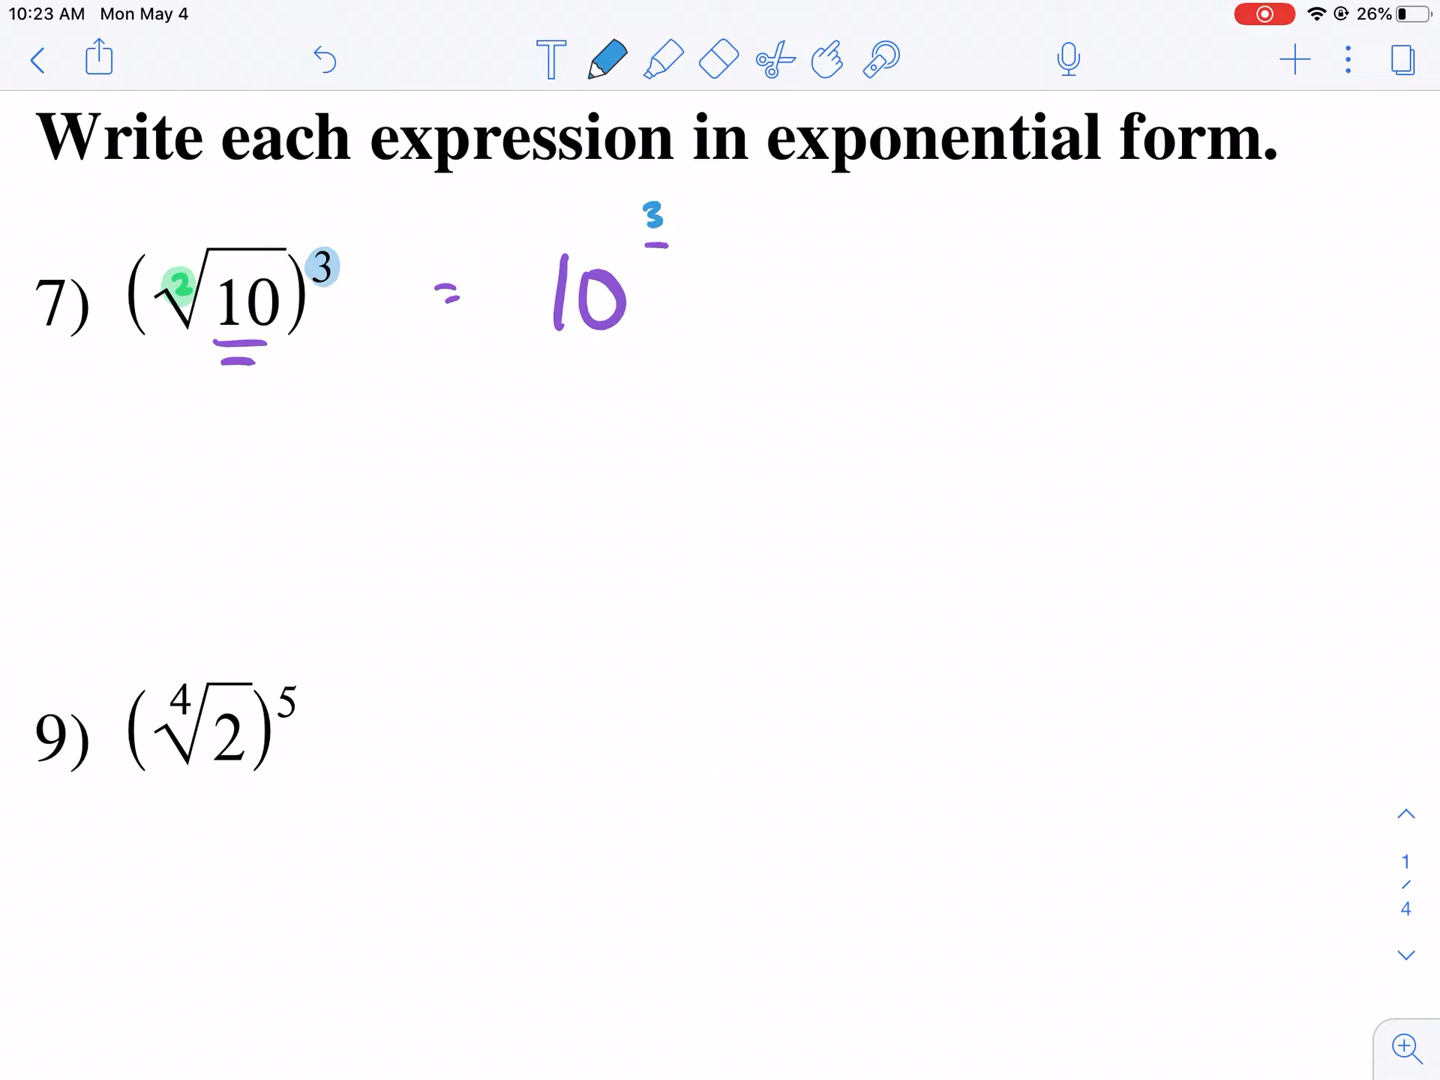 10:23 AM Mon May 4 26%
Write each expression in exponential form.
7) (²√10)³ = 10³
9) (⁴√2)⁵
1
/
4